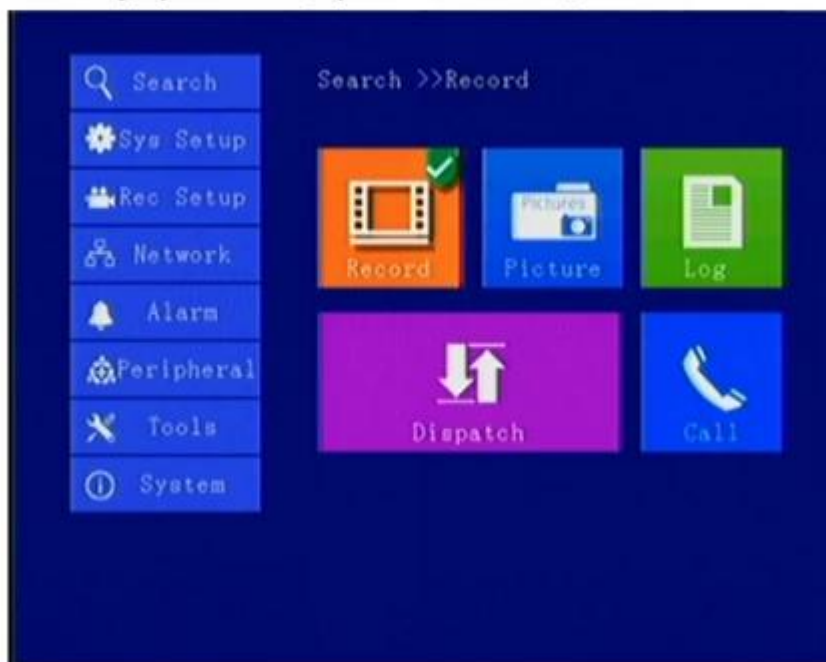 Search
Sys Setup
Rec Setup
Network
Alarm
Peripheral
Tools
System
Search >>Record
Record
Pictures
Picture
Log
Dispatch
Call